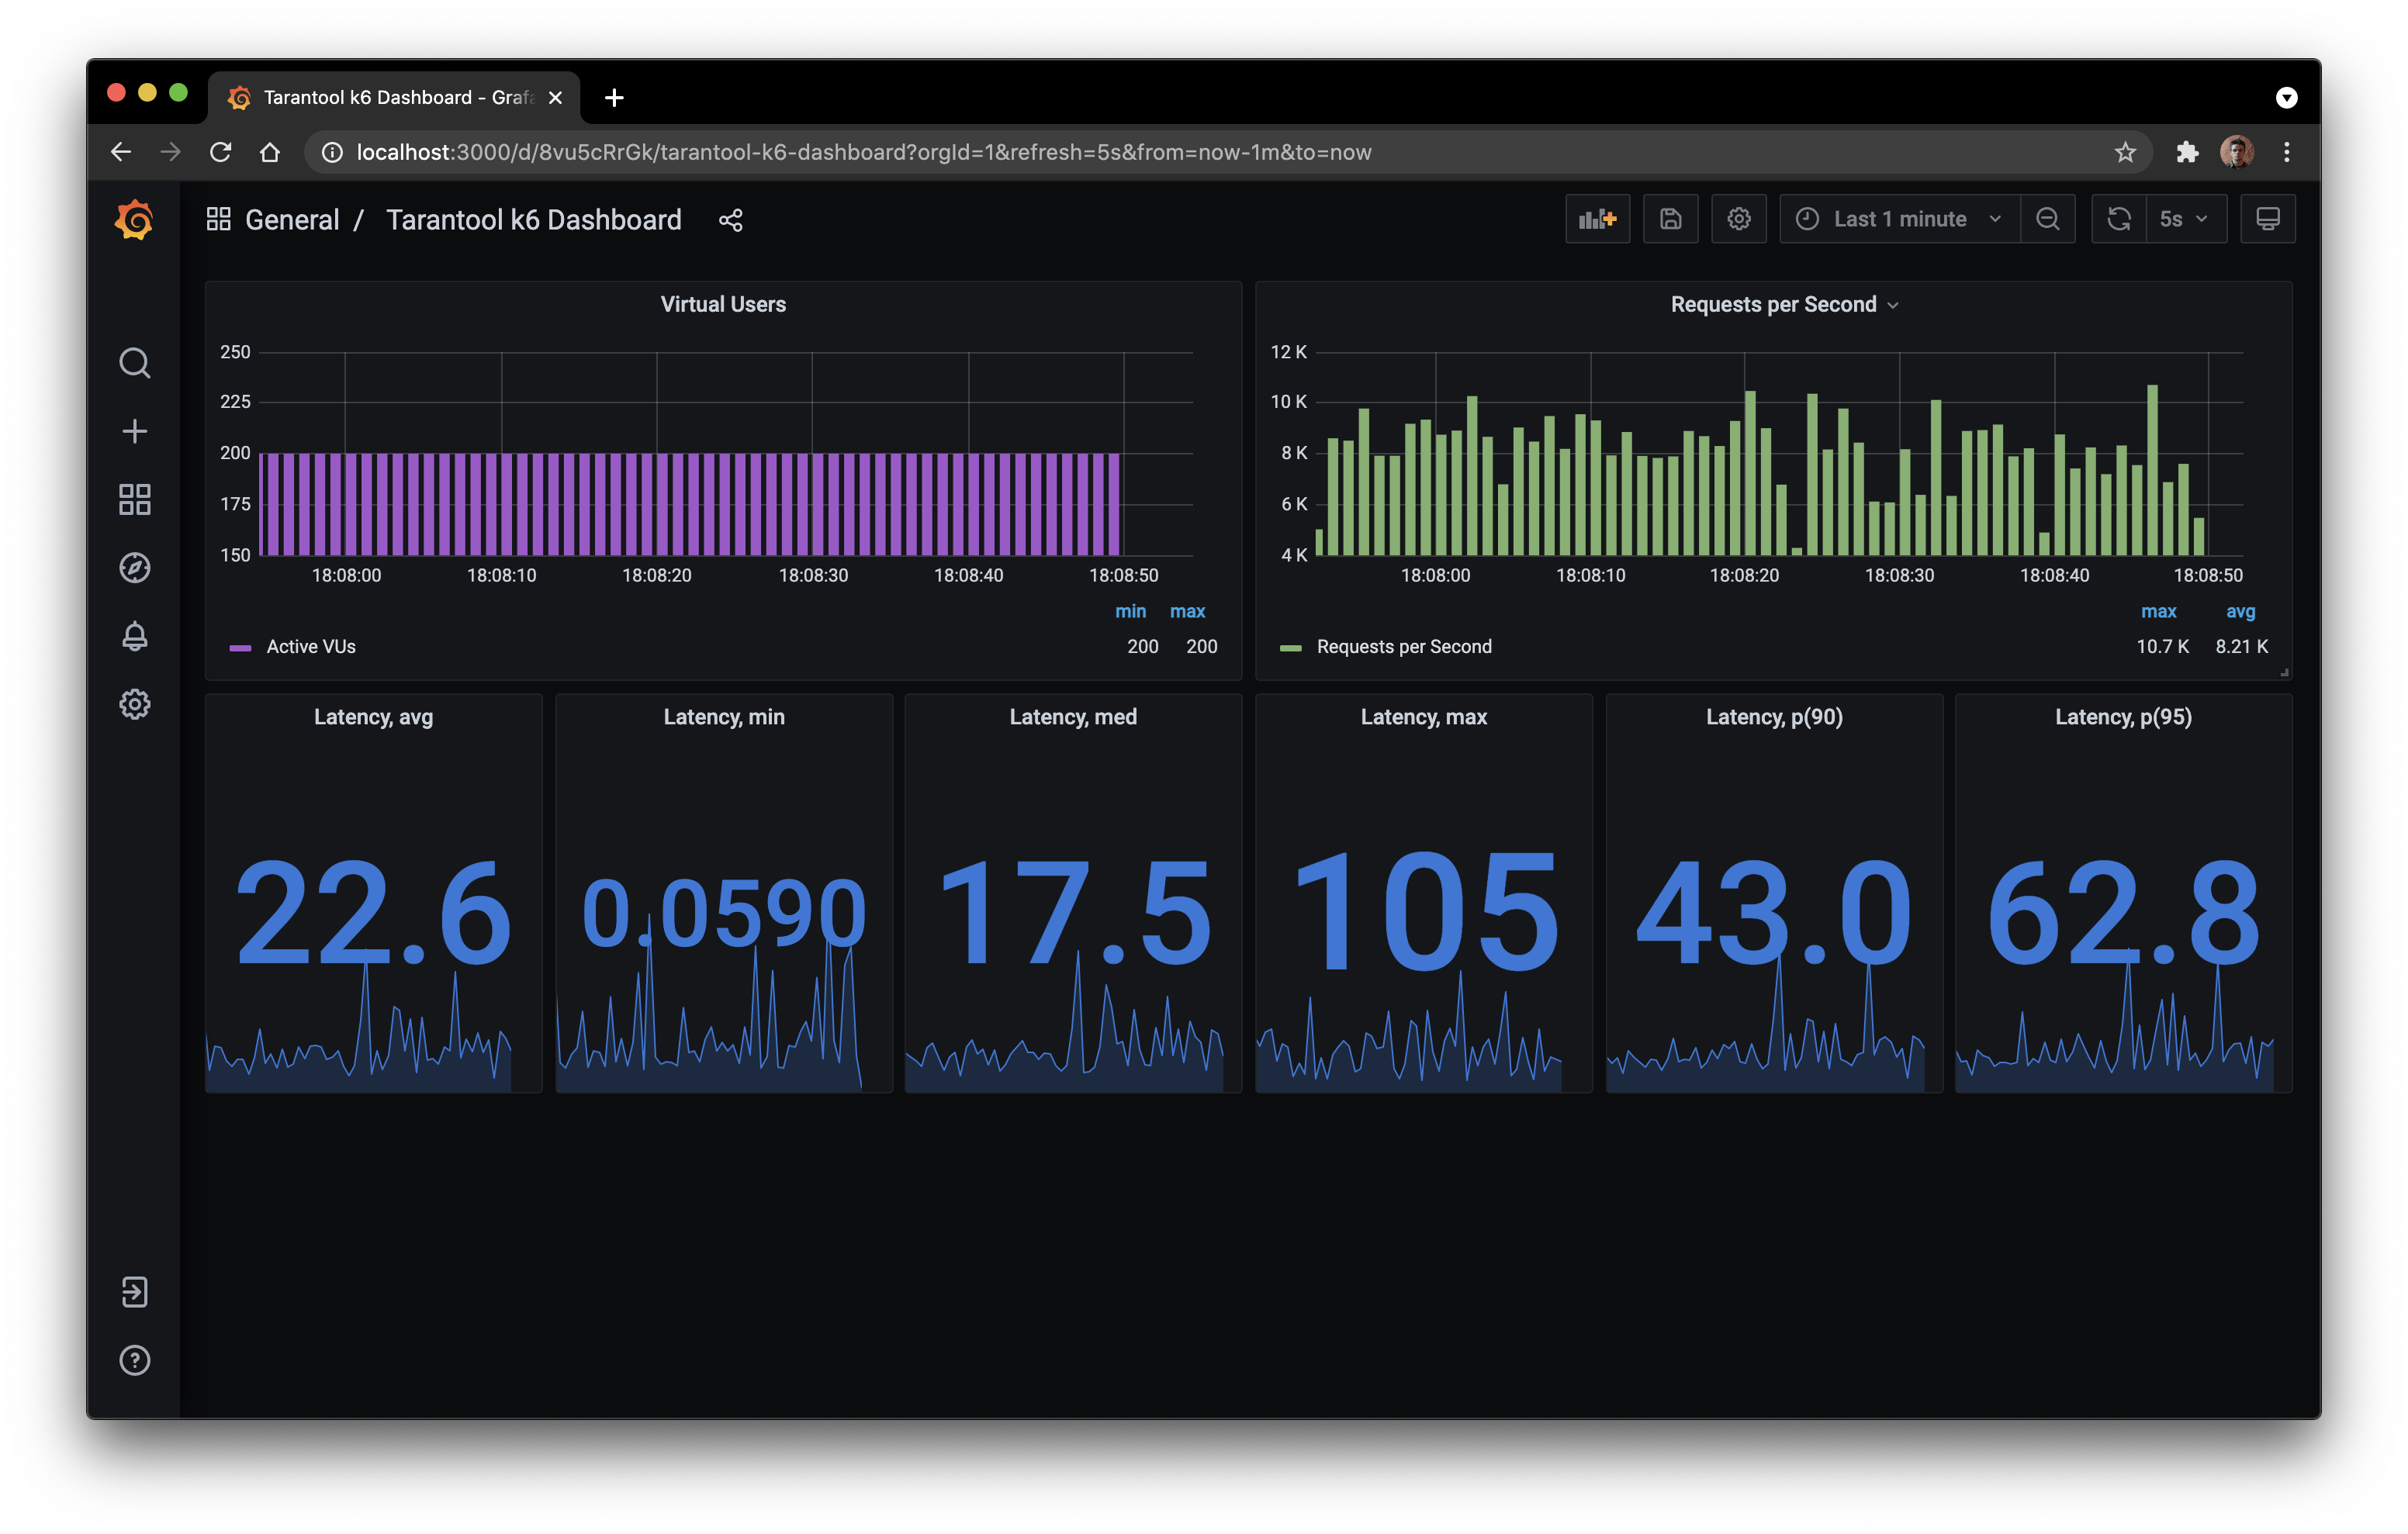 Tarantool k6 Dashboard - Grafa
localhost:3000/d/8vu5cRrGk/tarantool-k6-dashboard?orgId=1&refresh=5s&from=now-1m&to=now
General / Tarantool k6 Dashboard
Last 1 minute
5s
Virtual Users
250
225
200
175
150
18:08:00 18:08:10 18:08:20 18:08:30 18:08:40 18:08:50
min max
Active VUs 200 200
Requests per Second
12 K
10 K
8 K
6 K
4 K
18:08:00 18:08:10 18:08:20 18:08:30 18:08:40 18:08:50
max avg
Requests per Second 10.7 K 8.21 K
Latency, avg
22.6
Latency, min
0.0590
Latency, med
17.5
Latency, max
105
Latency, p(90)
43.0
Latency, p(95)
62.8